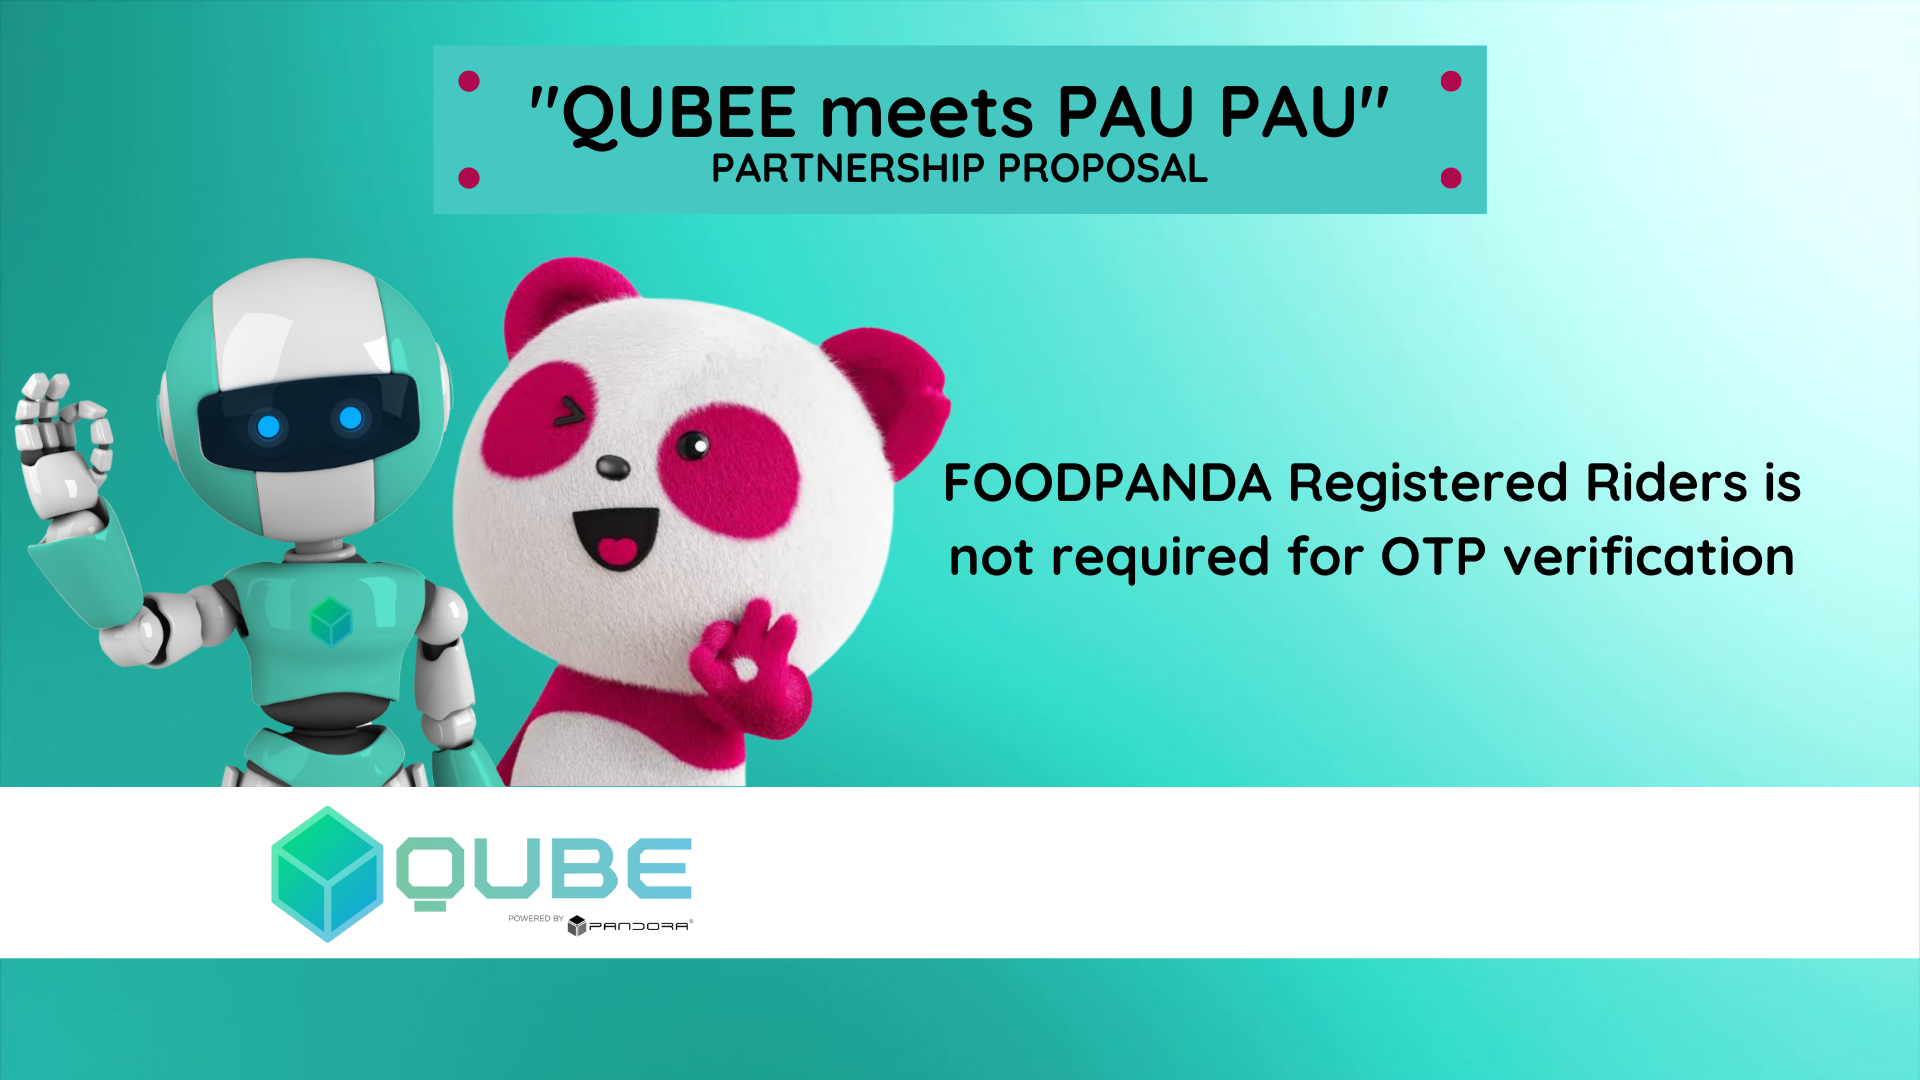 "QUBEE meets PAU PAU"
PARTNERSHIP PROPOSAL
FOODPANDA Registered Riders is
not required for OTP verification
QUBE
POWERED BY PANDORA®